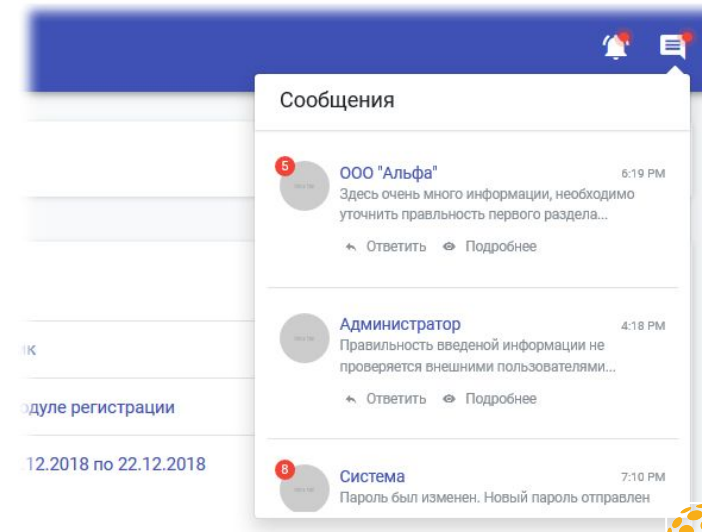 Сообщения
5
ООО "Альфа"
6:19 PM
Здесь очень много информации, необходимо
уточнить правльность первого раздела...
Ответить Подробнее
Администратор
4:18 PM
Правильность введеной информации не
проверяется внешними пользователями...
Ответить Подробнее
8
Система
7:10 PM
Пароль был изменен. Новый пароль отправлен
к
одуле регистрации
12.2018 по 22.12.2018